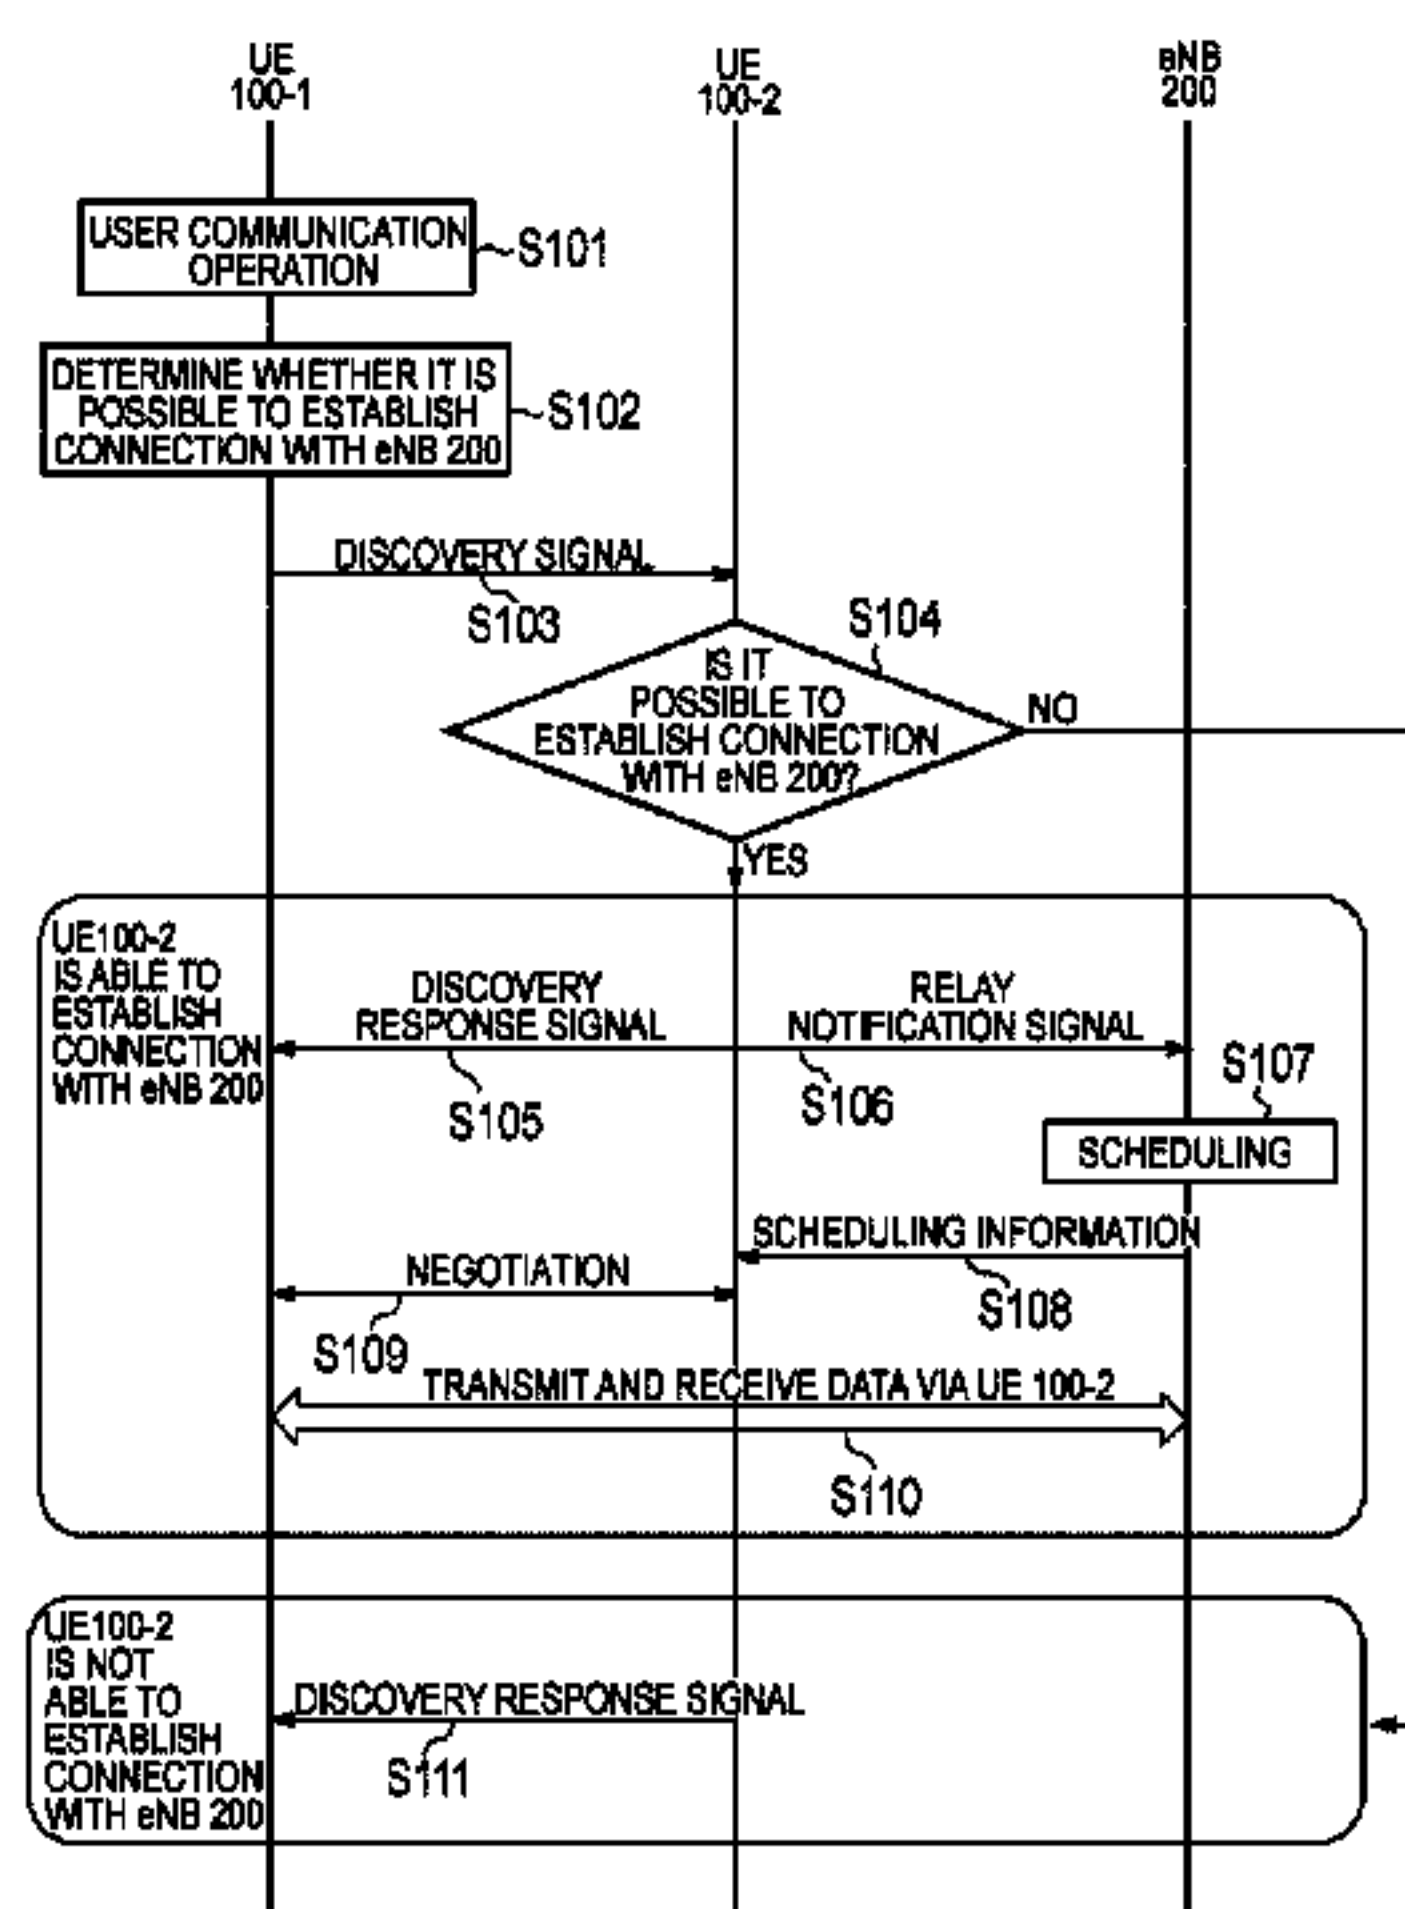 UE
100-1
UE
100-2
eNB
200
USER COMMUNICATION
OPERATION
S101
DETERMINE WHETHER IT IS
POSSIBLE TO ESTABLISH
CONNECTION WITH eNB 200
S102
DISCOVERY SIGNAL
S103
S104
IS IT
POSSIBLE TO
ESTABLISH CONNECTION
WITH eNB 200?
NO
YES
UE100-2
IS ABLE TO
ESTABLISH
CONNECTION
WITH eNB 200
DISCOVERY
RESPONSE SIGNAL
S105
RELAY
NOTIFICATION SIGNAL
S106
S107
SCHEDULING
SCHEDULING INFORMATION
S108
NEGOTIATION
S109
TRANSMIT AND RECEIVE DATA VIA UE 100-2
S110
UE100-2
IS NOT
ABLE TO
ESTABLISH
CONNECTION
WITH eNB 200
DISCOVERY RESPONSE SIGNAL
S111